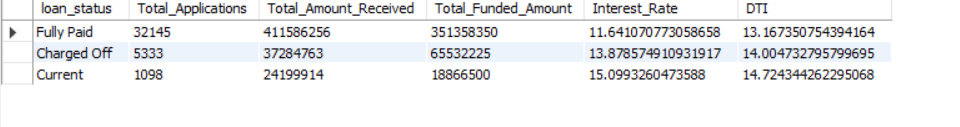 loan_status Total_Applications Total_Amount_Received Total_Funded_Amount Interest_Rate DTI
Fully Paid 32145 411586256 351358350 11.641070773058658 13.167350754394164
Charged Off 5333 37284763 65532225 13.878574910931917 14.004732795799695
Current 1098 24199914 18866500 15.0993260473588 14.724344262295068